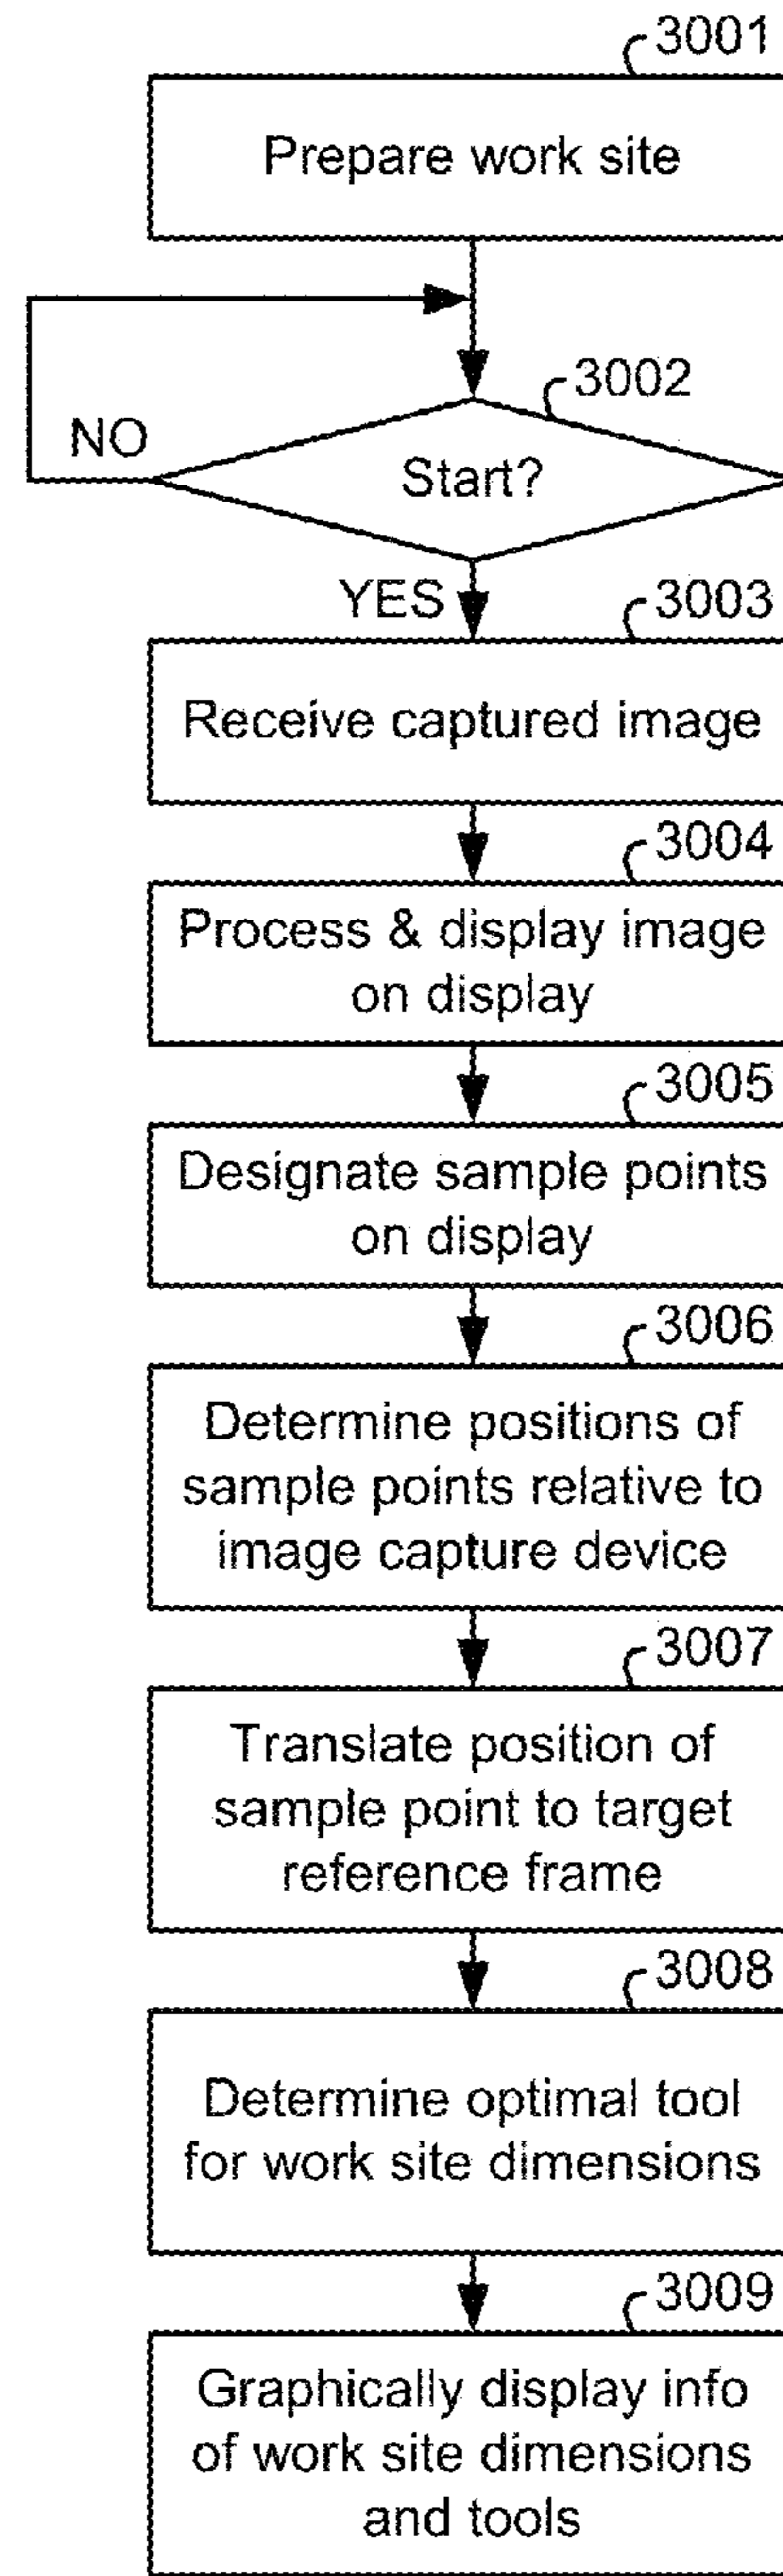 3001
Prepare work site
3002
NO
Start?
YES
3003
Receive captured image
3004
Process & display image
on display
3005
Designate sample points
on display
3006
Determine positions of
sample points relative to
image capture device
3007
Translate position of
sample point to target
reference frame
3008
Determine optimal tool
for work site dimensions
3009
Graphically display info
of work site dimensions
and tools